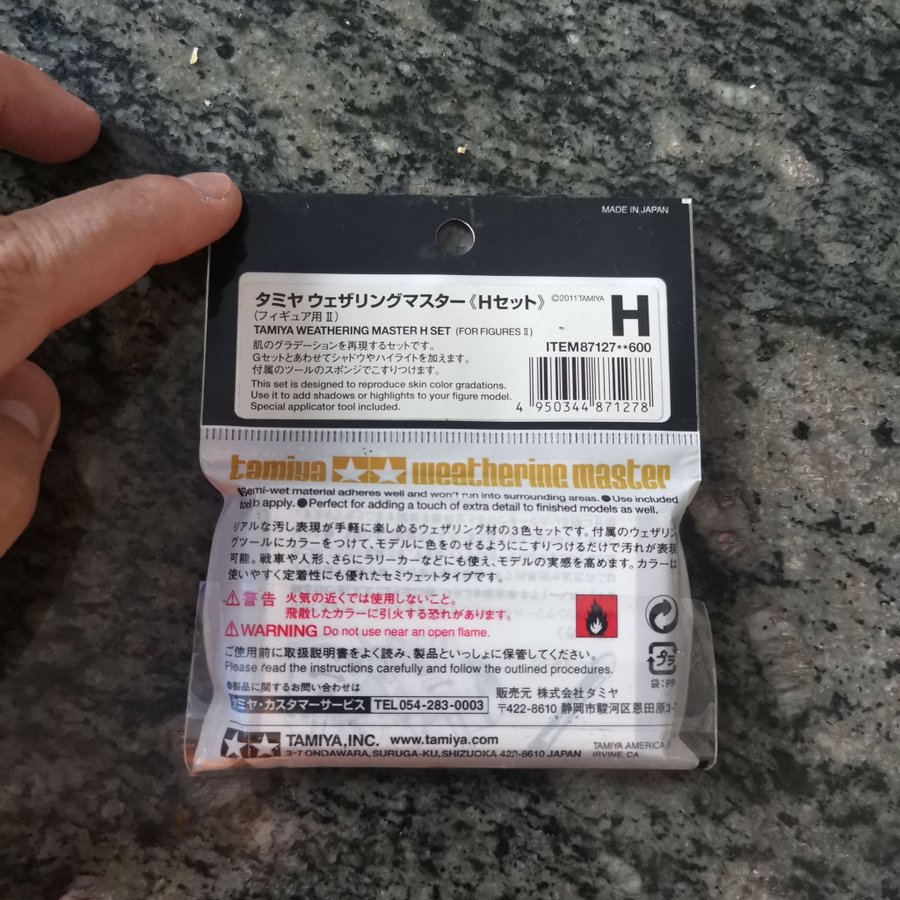 MADE IN JAPAN
タミヤ ウェザリングマスター《Hセット》 ©2011 TAMIYA
(フィギュア用 II)
H
TAMIYA WEATHERING MASTER H SET (FOR FIGURES II)
ITEM87127**600
肌のグラデーションを再現するセットです。
Gセットとあわせてシャドウやハイライトを加えます。
付属のツールのスポンジでこすりつけます。
This set is designed to reproduce skin color gradations.
Use it to add shadows or highlights to your figure model.
Special applicator tool included.
4 950344 871278
tamiya weathering master
Semi-wet material adheres well and won't run into surrounding areas. ●Use included
to apply. ●Perfect for adding a touch of extra detail to finished models as well.
リアルな汚し表現が手軽に楽しめるウェザリング材の3色セットです。付属のウェザリン
グツールにカラーをつけて、モデルに色をのせるようにこすりつけるだけで汚れが表現
可能。戦車や人形、さらにラリーカーなどにも使え、モデルの実感を高めます。カラーは
使いやすく定着性にも優れたセミウェットタイプです。
⚠警告 火気の近くでは使用しないこと。
飛散したカラーに引火する恐れがあります。
⚠WARNING Do not use near an open flame.
プラ
袋:PP
ご使用前に取扱説明書をよく読み、製品といっしょに保管してください。
Please read the instructions carefully and follow the outlined procedures.
●製品に関するお問い合わせは
タミヤ・カスタマーサービス TEL054-283-0003
販売元 株式会社タミヤ
〒422-8610 静岡市駿河区恩田原3-7
TAMIYA, INC. www.tamiya.com
3-7 ONDAWARA, SURUGA-KU, SHIZUOKA 422-8610 JAPAN
TAMIYA AMERICA
IRVINE, CA